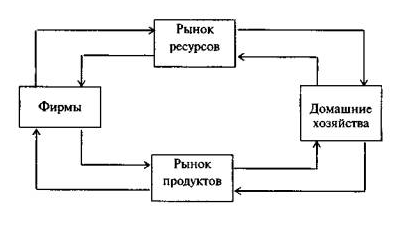 Рынок
ресурсов
Фирмы
Домашние
хозяйства
Рынок
продуктов